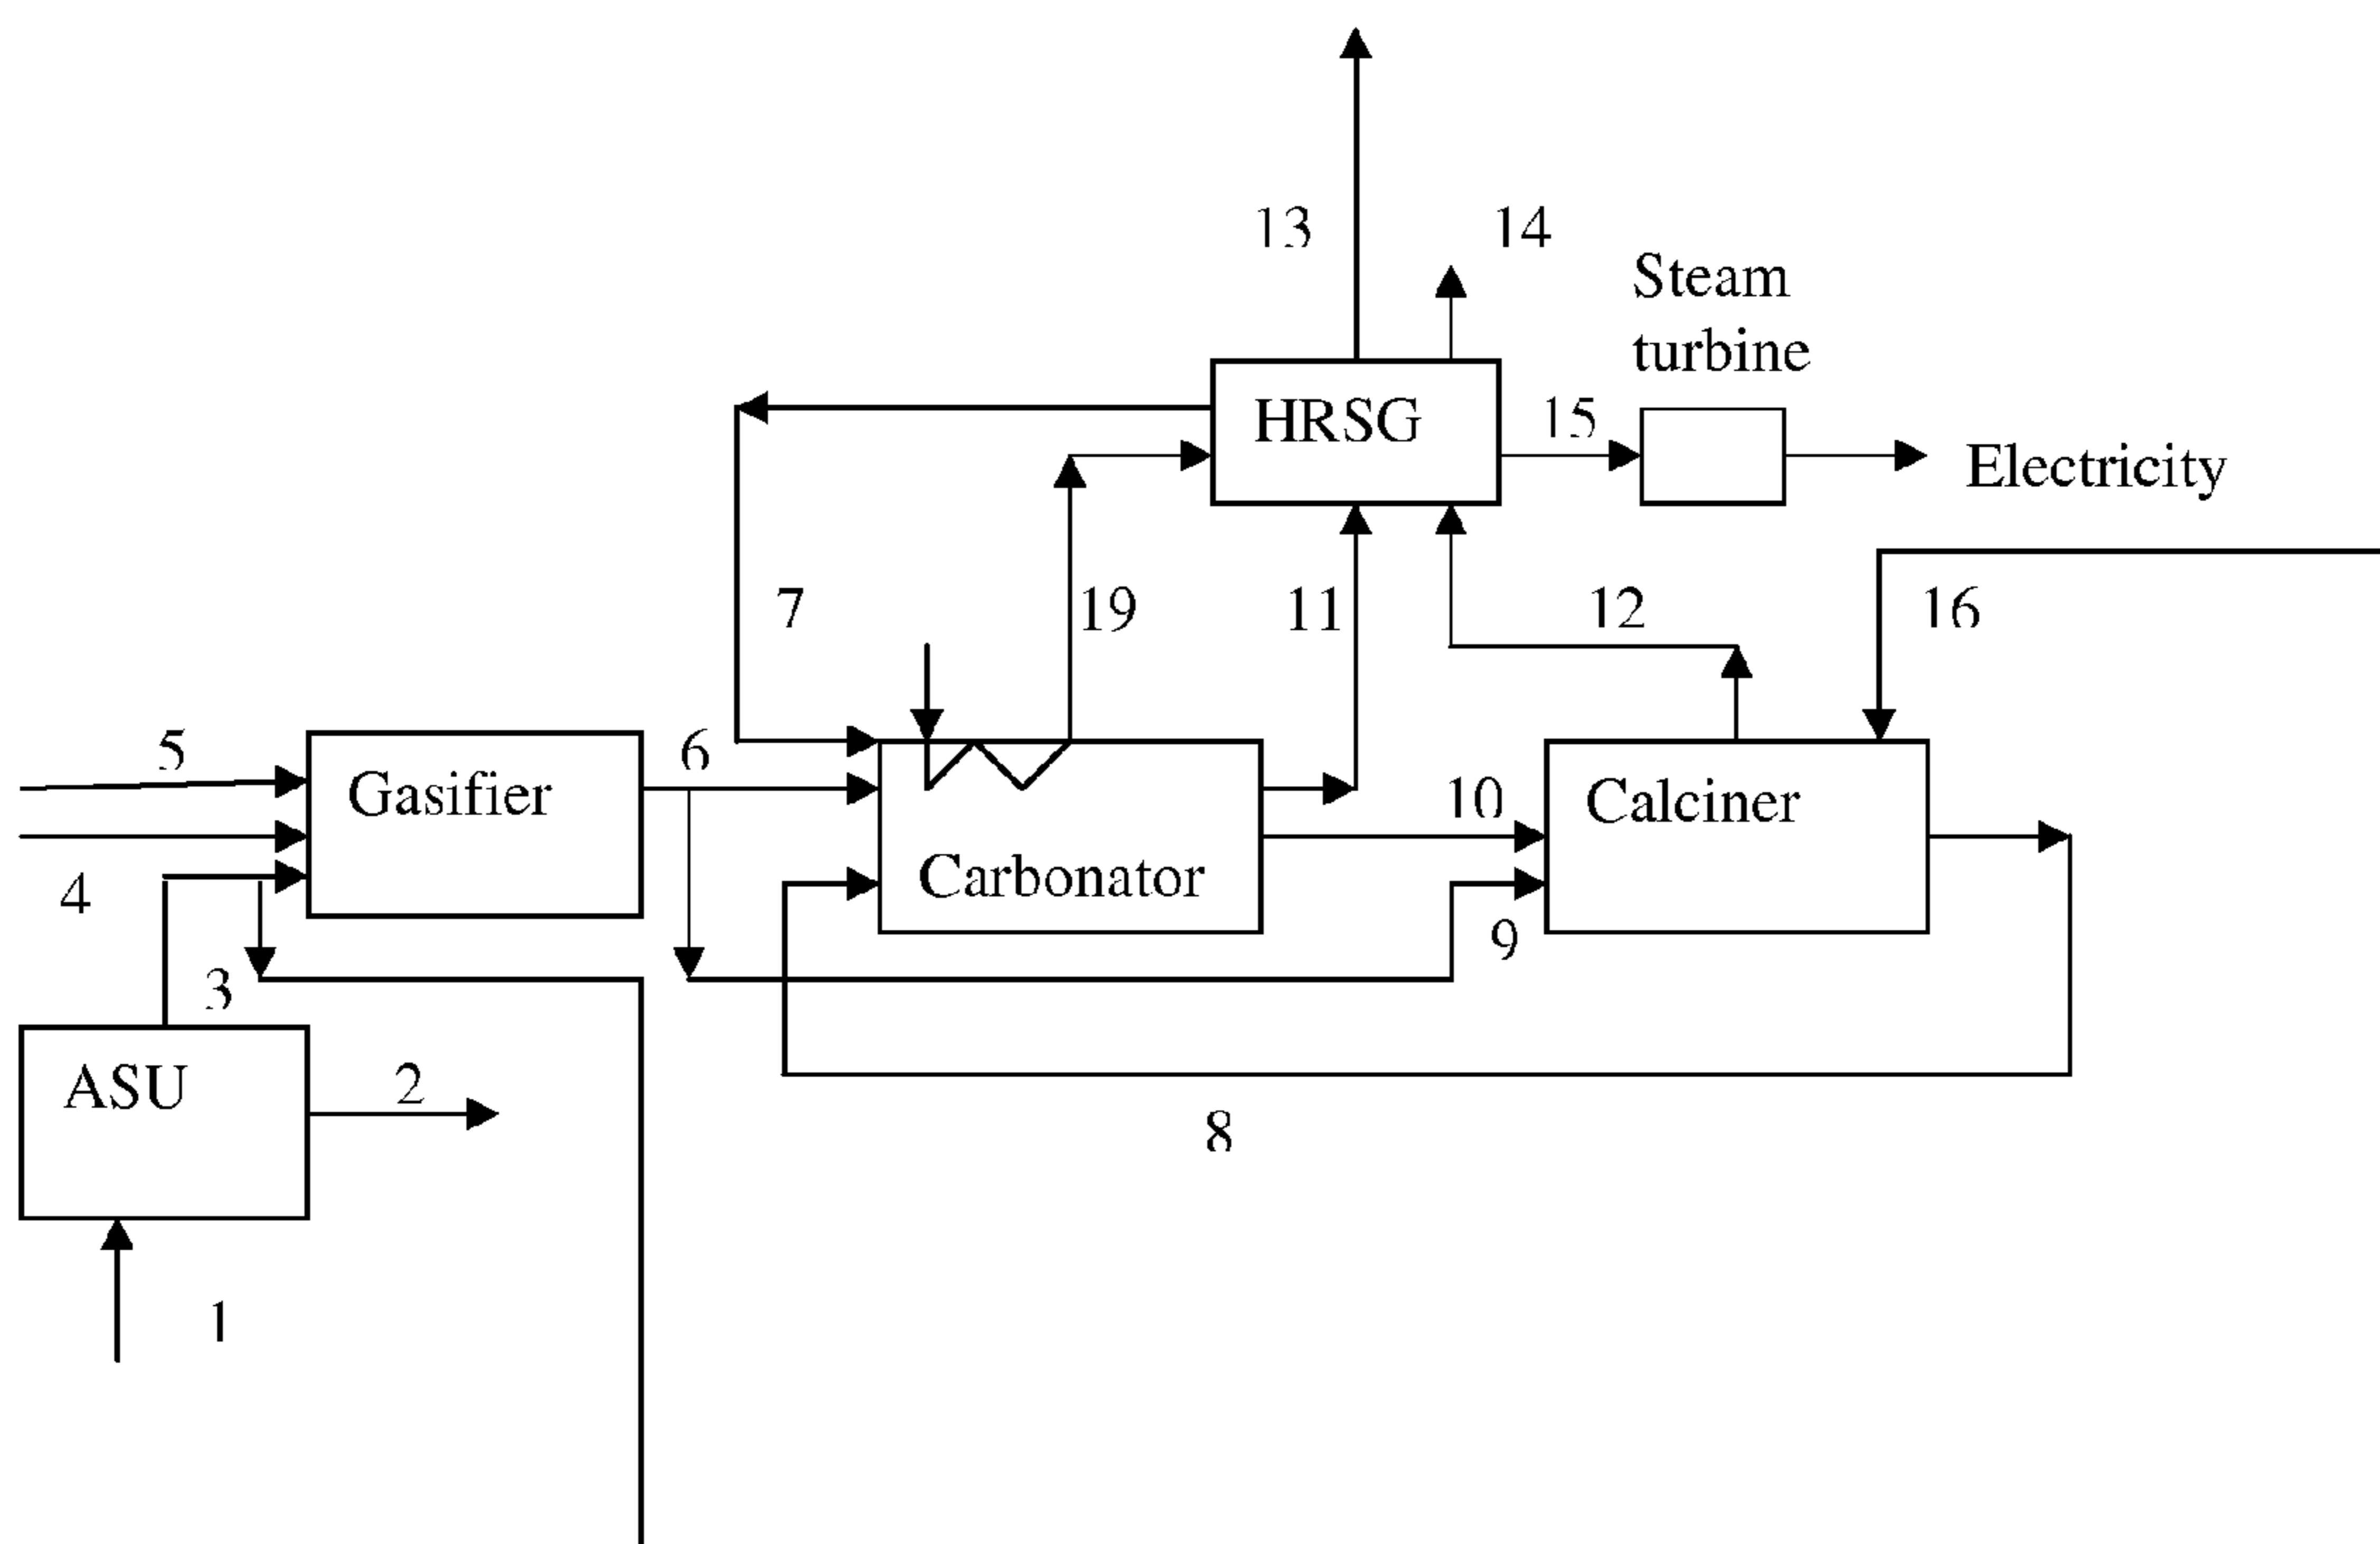 13
14
Steam
turbine
HRSG
15
Electricity
7
19
11
12
16
5
Gasifier
6
10
Calciner
4
Carbonator
9
3
ASU
2
8
1